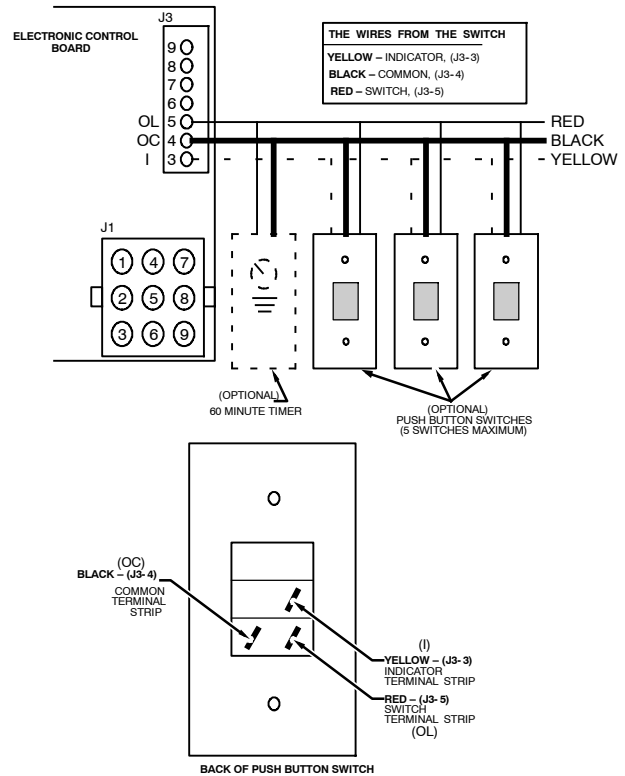 J3
ELECTRONIC CONTROL
BOARD
THE WIRES FROM THE SWITCH
YELLOW – INDICATOR, (J3-3)
BLACK – COMMON, (J3-4)
RED – SWITCH, (J3-5)
9
8
7
6
OL 5
OC 4
I 3
RED
BLACK
YELLOW
J1
1 4 7
2 5 8
3 6 9
(OPTIONAL)
60 MINUTE TIMER
(OPTIONAL)
PUSH BUTTON SWITCHES
(5 SWITCHES MAXIMUM)
(OC)
BLACK – (J3-4)
COMMON
TERMINAL
STRIP
(I)
YELLOW – (J3-3)
INDICATOR
TERMINAL STRIP
RED – (J3-5)
SWITCH
TERMINAL STRIP
(OL)
BACK OF PUSH BUTTON SWITCH